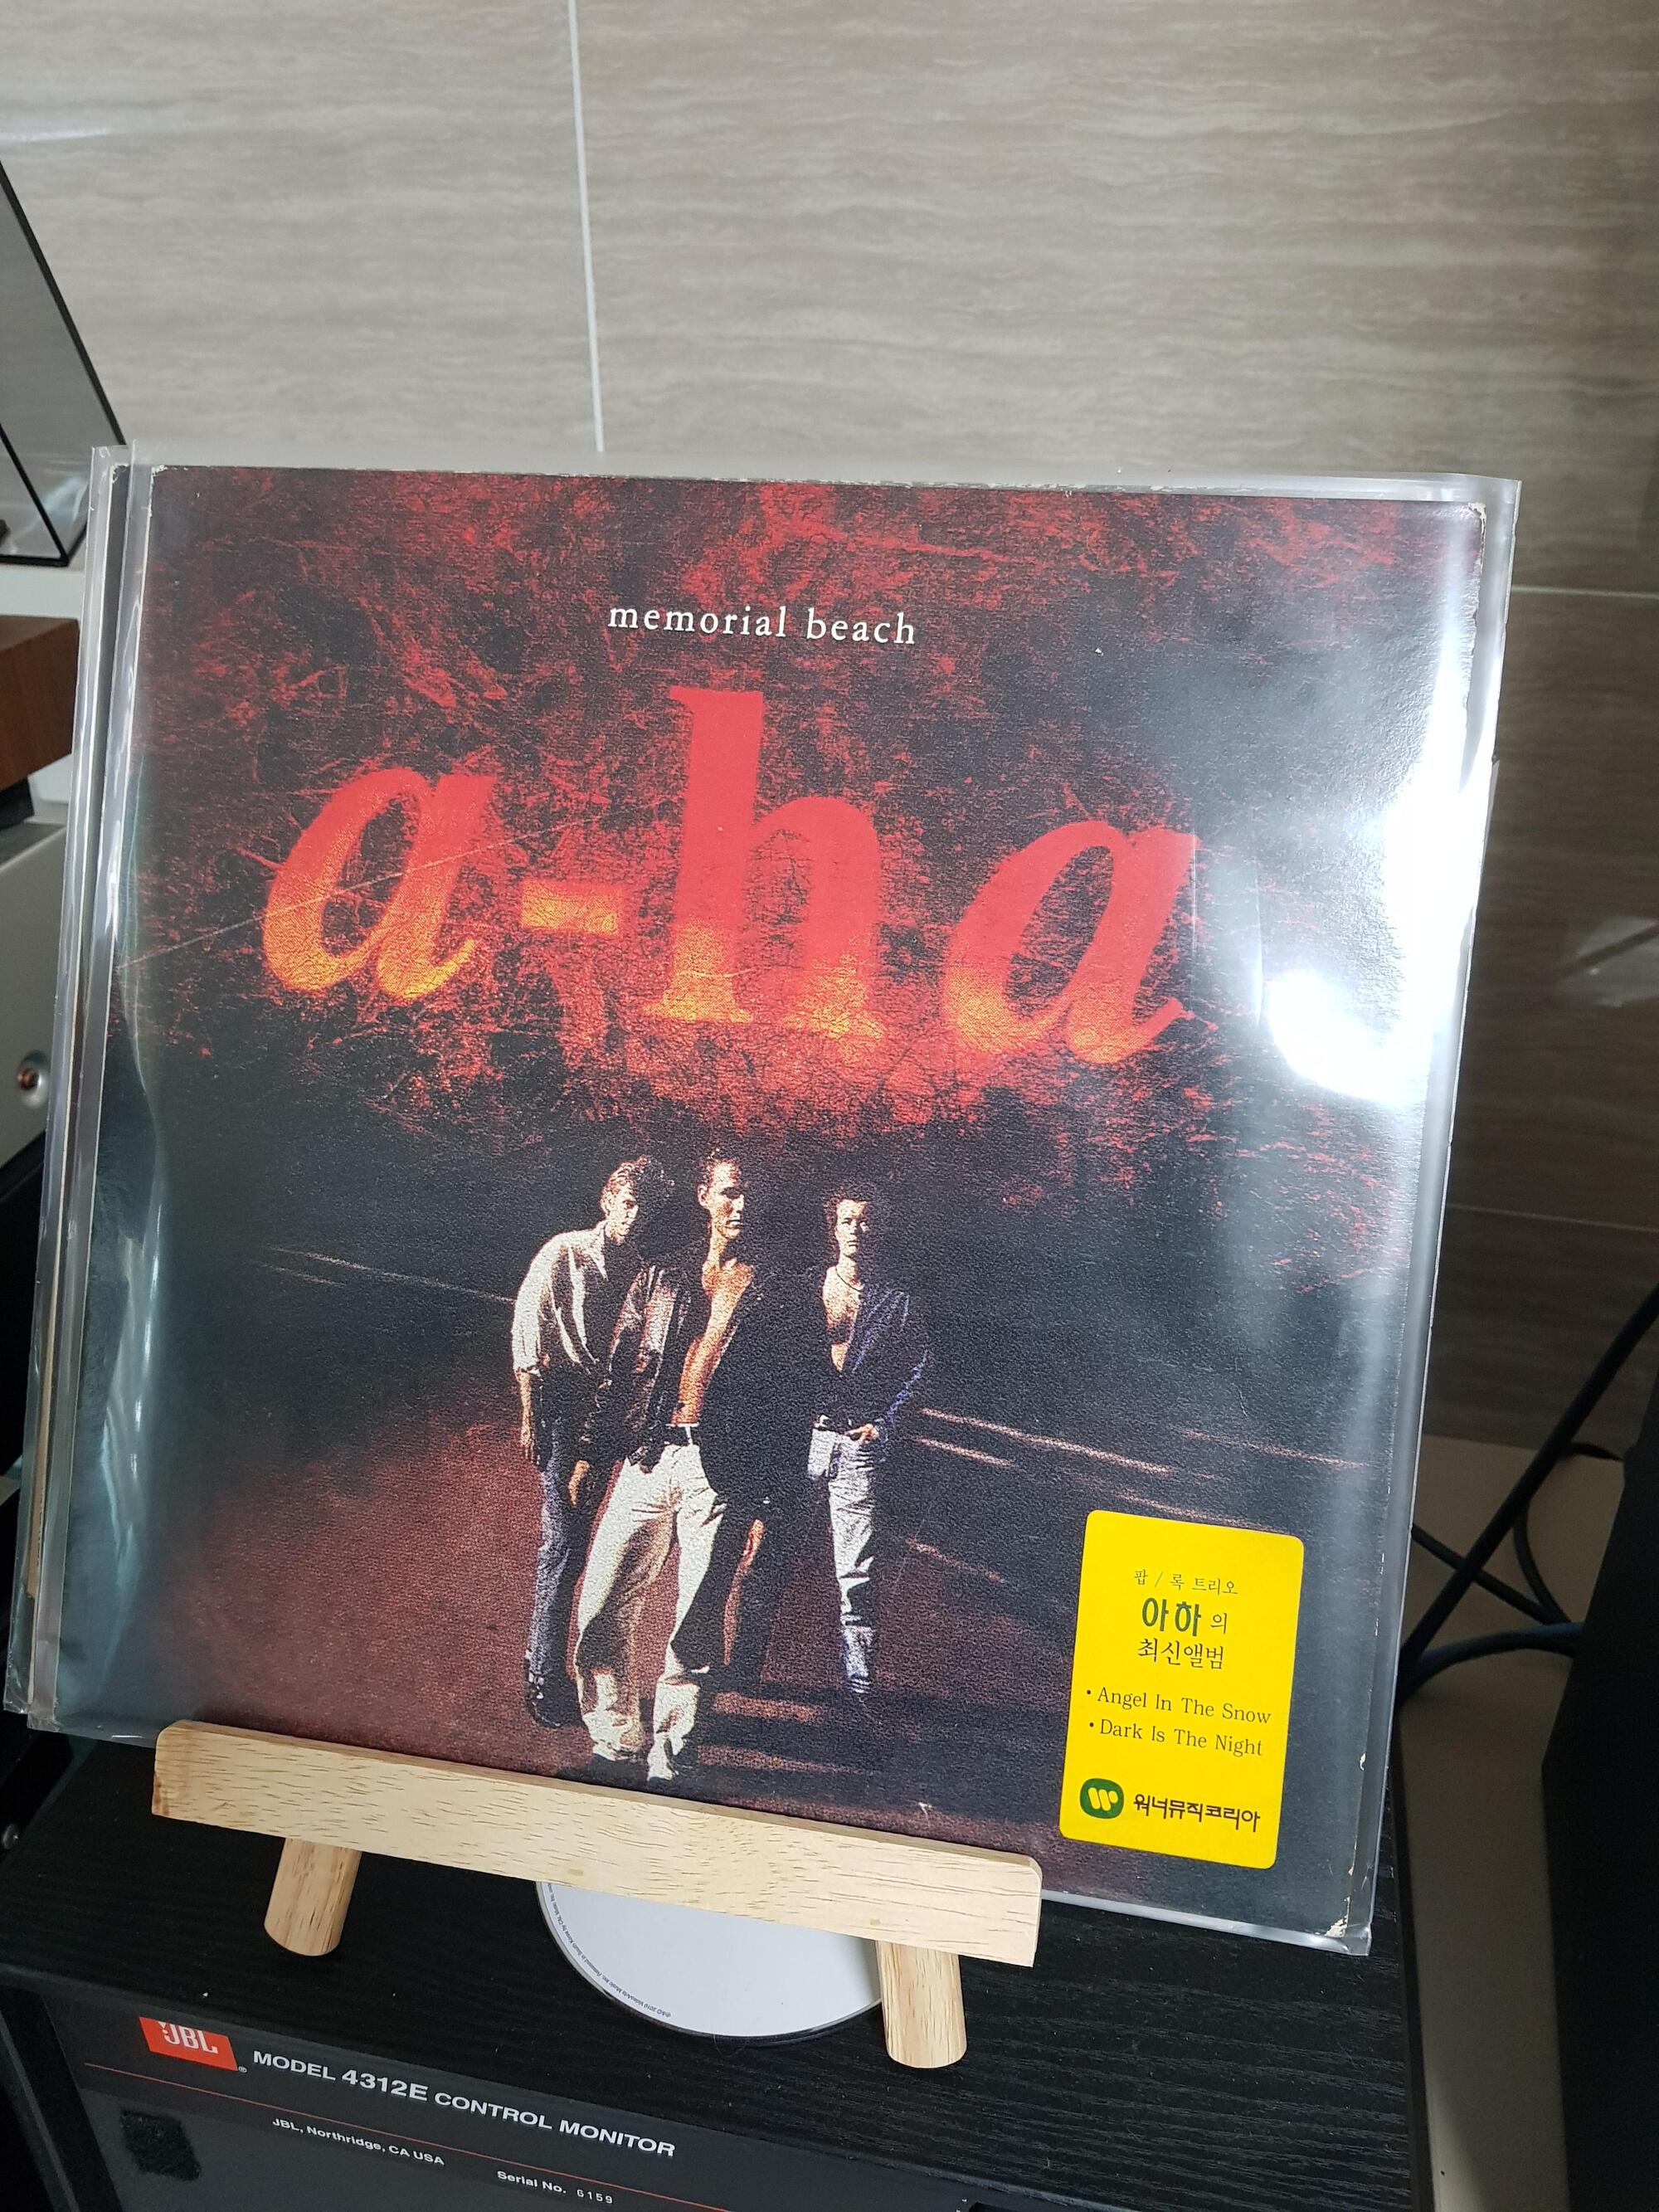 memorial beach
a-ha
팝 / 록 트리오
아하 의
최신앨범
• Angel In The Snow
• Dark Is The Night
워너뮤직코리아
JBL
MODEL 4312E CONTROL MONITOR
JBL, Northridge, CA USA
Serial No. 6159